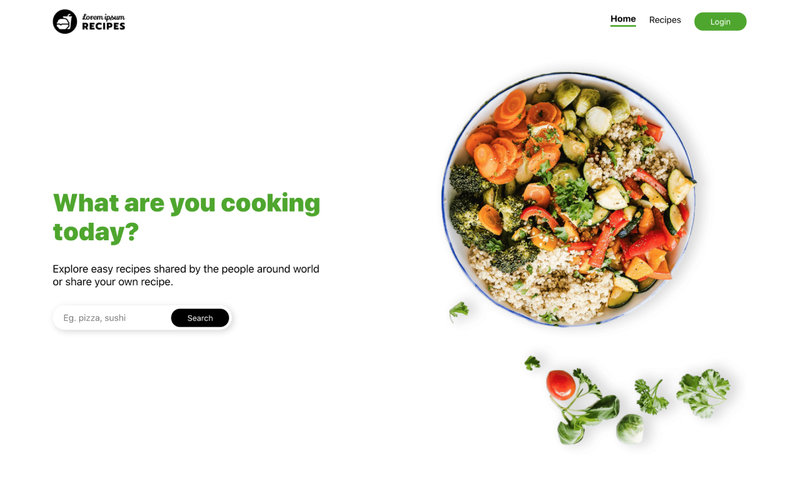 Lorem ipsum
RECIPES
Home
Recipes
Login
What are you cooking
today?
Explore easy recipes shared by the people around world
or share your own recipe.
Eg. pizza, sushi
Search